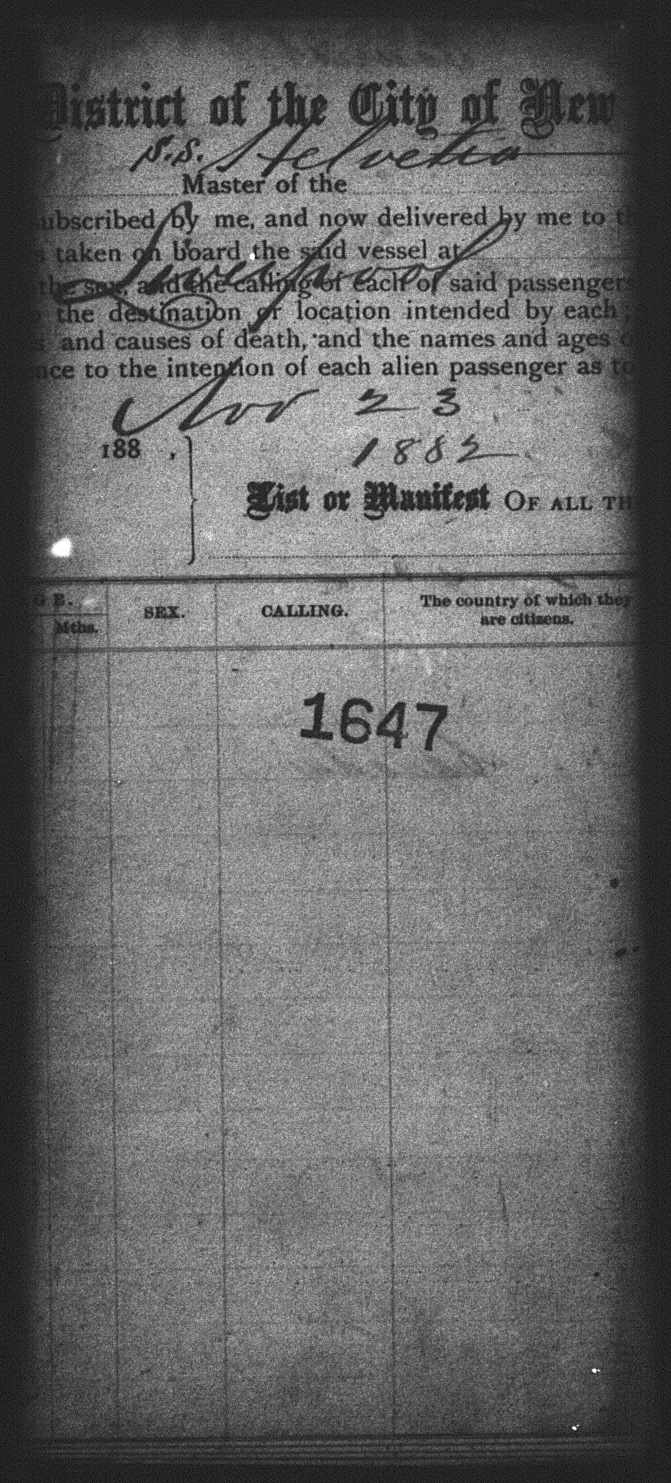 District of the City of New
S.S. Helvetia
Master of the
subscribed by me, and now delivered by me to
taken on board the said vessel at
Liverpool
the sex, and the calling of each of said passengers
the destination or location intended by each
and causes of death, and the names and ages
to the intention of each alien passenger as to
Nov 23
188 , 1882
List or Manifest OF ALL
Mths. SEX. CALLING. The country of which they
are citizens.
1647